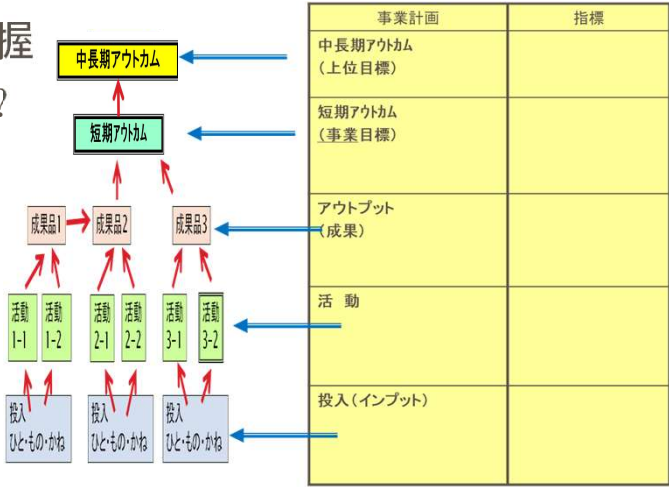 握
?
中長期アウトカム
短期アウトカム
成果品1
成果品2
成果品3
活動
1-1
活動
1-2
活動
2-1
活動
2-2
活動
3-1
活動
3-2
投入
ひと・もの・かね
投入
ひと・もの・かね
投入
ひと・もの・かね
事業計画
指標
中長期アウトカム
(上位目標)
短期アウトカム
(事業目標)
アウトプット
(成果)
活 動
投入(インプット)